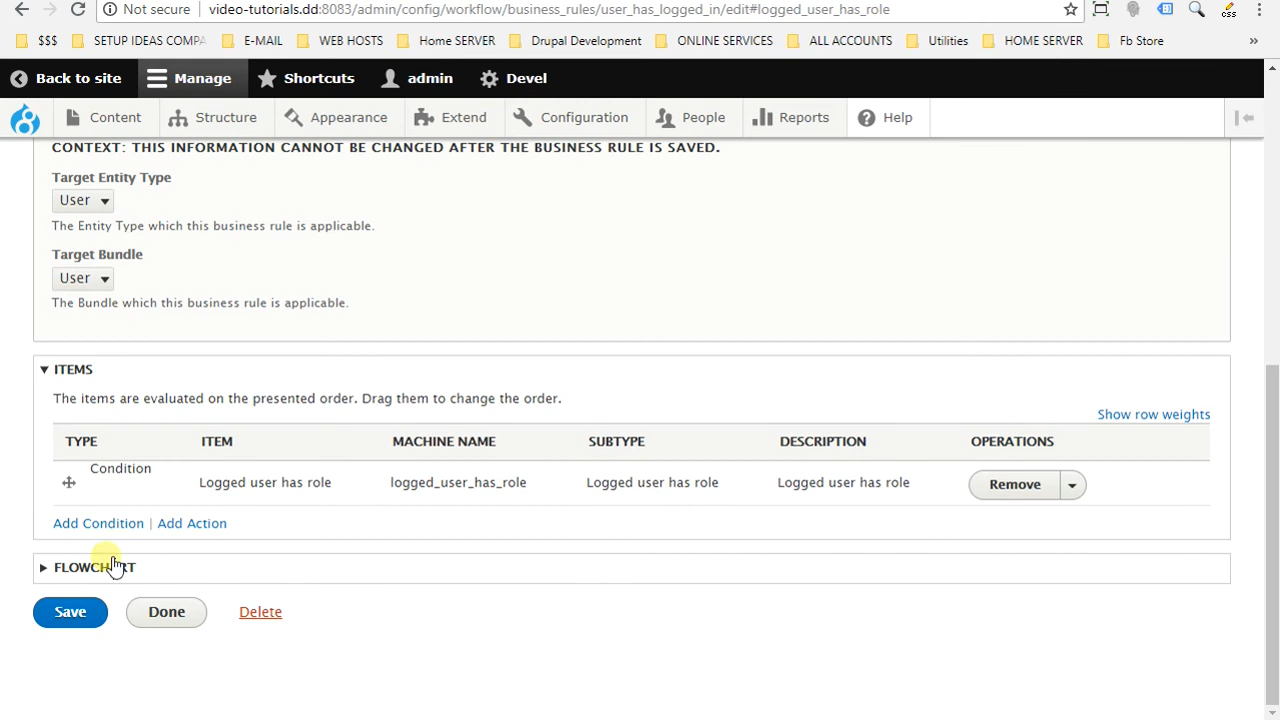 Not secure video-tutorials.dd:8083/admin/config/workflow/business_rules/user_has_logged_in/edit#logged_user_has_role
$$$ SETUP IDEAS COMPA E-MAIL WEB HOSTS Home SERVER Drupal Development ONLINE SERVICES ALL ACCOUNTS Utilities HOME SERVER Fb Store »
Back to site Manage Shortcuts admin Devel
Content Structure Appearance Extend Configuration People Reports Help
CONTEXT: THIS INFORMATION CANNOT BE CHANGED AFTER THE BUSINESS RULE IS SAVED.
Target Entity Type
User
The Entity Type which this business rule is applicable.
Target Bundle
User
The Bundle which this business rule is applicable.
ITEMS
The items are evaluated on the presented order. Drag them to change the order.
Show row weights
TYPE ITEM MACHINE NAME SUBTYPE DESCRIPTION OPERATIONS
Condition Logged user has role logged_user_has_role Logged user has role Logged user has role Remove
Add Condition | Add Action
FLOWCHART
Save Done Delete